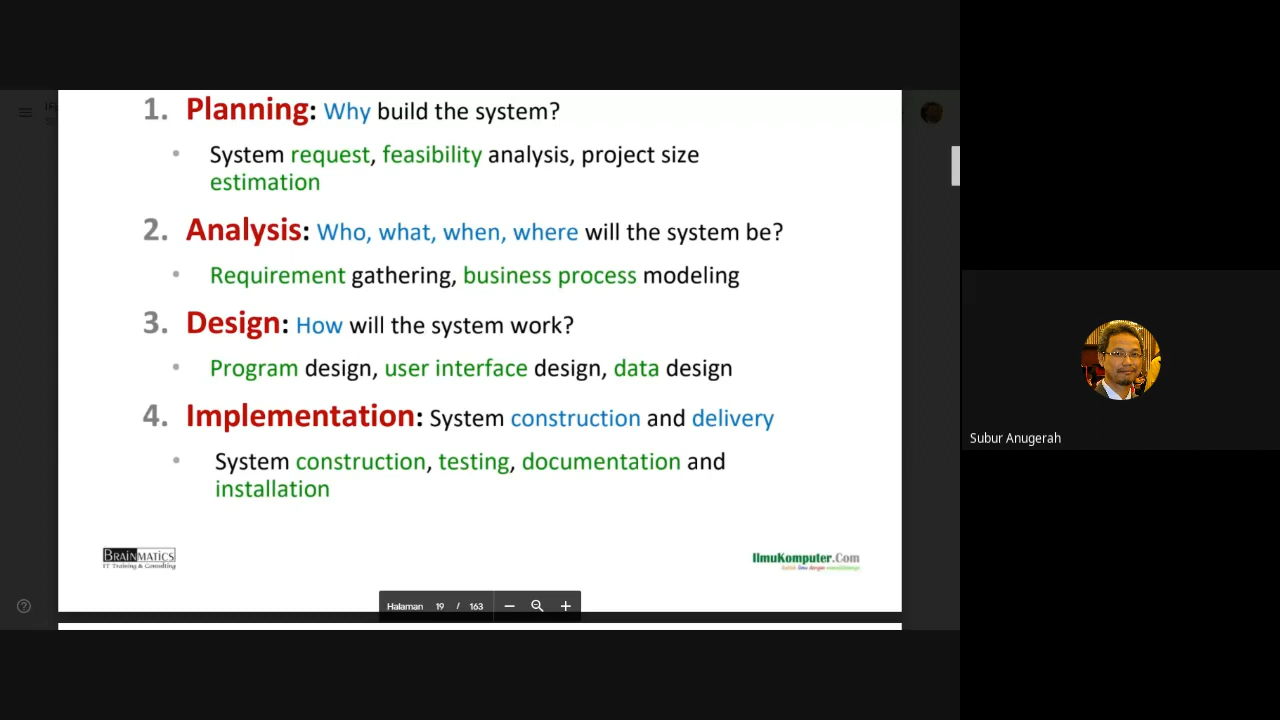 1. Planning: Why build the system?
• System request, feasibility analysis, project size
estimation
2. Analysis: Who, what, when, where will the system be?
• Requirement gathering, business process modeling
3. Design: How will the system work?
• Program design, user interface design, data design
4. Implementation: System construction and delivery
• System construction, testing, documentation and
installation
BRAINMATICS
IT Training & Consulting
IlmuKomputer.Com
Halaman 19 / 163
Subur Anugerah